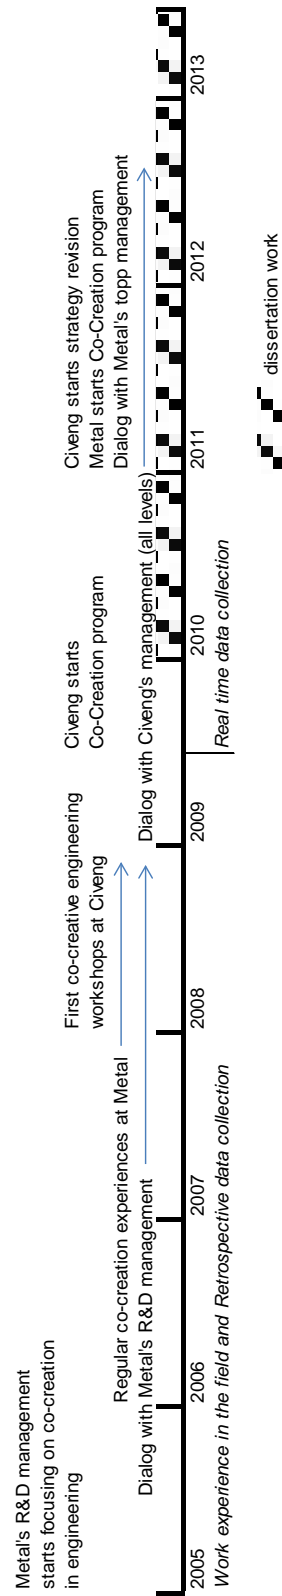 Metal's R&D management
starts focusing on co-creation
in engineering
First co-creative engineering
workshops at Civeng
Civeng starts
Co-Creation program
Civeng starts strategy revision
Metal starts Co-Creation program
Dialog with Metal's topp management
Regular co-creation experiences at Metal
Dialog with Metal's R&D management
Dialog with Civeng's management (all levels)
2005 2006 2007 2008 2009 2010 2011 2012 2013
Work experience in the field and Retrospective data collection
Real time data collection
dissertation work